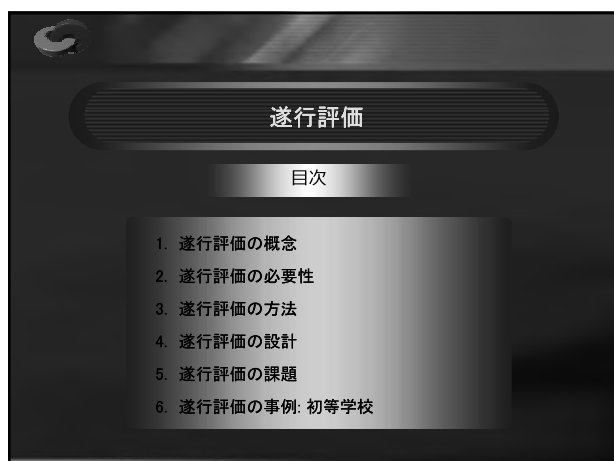 遂行評価
目次
1. 遂行評価の概念
2. 遂行評価の必要性
3. 遂行評価の方法
4. 遂行評価の設計
5. 遂行評価の課題
6. 遂行評価の事例: 初等学校